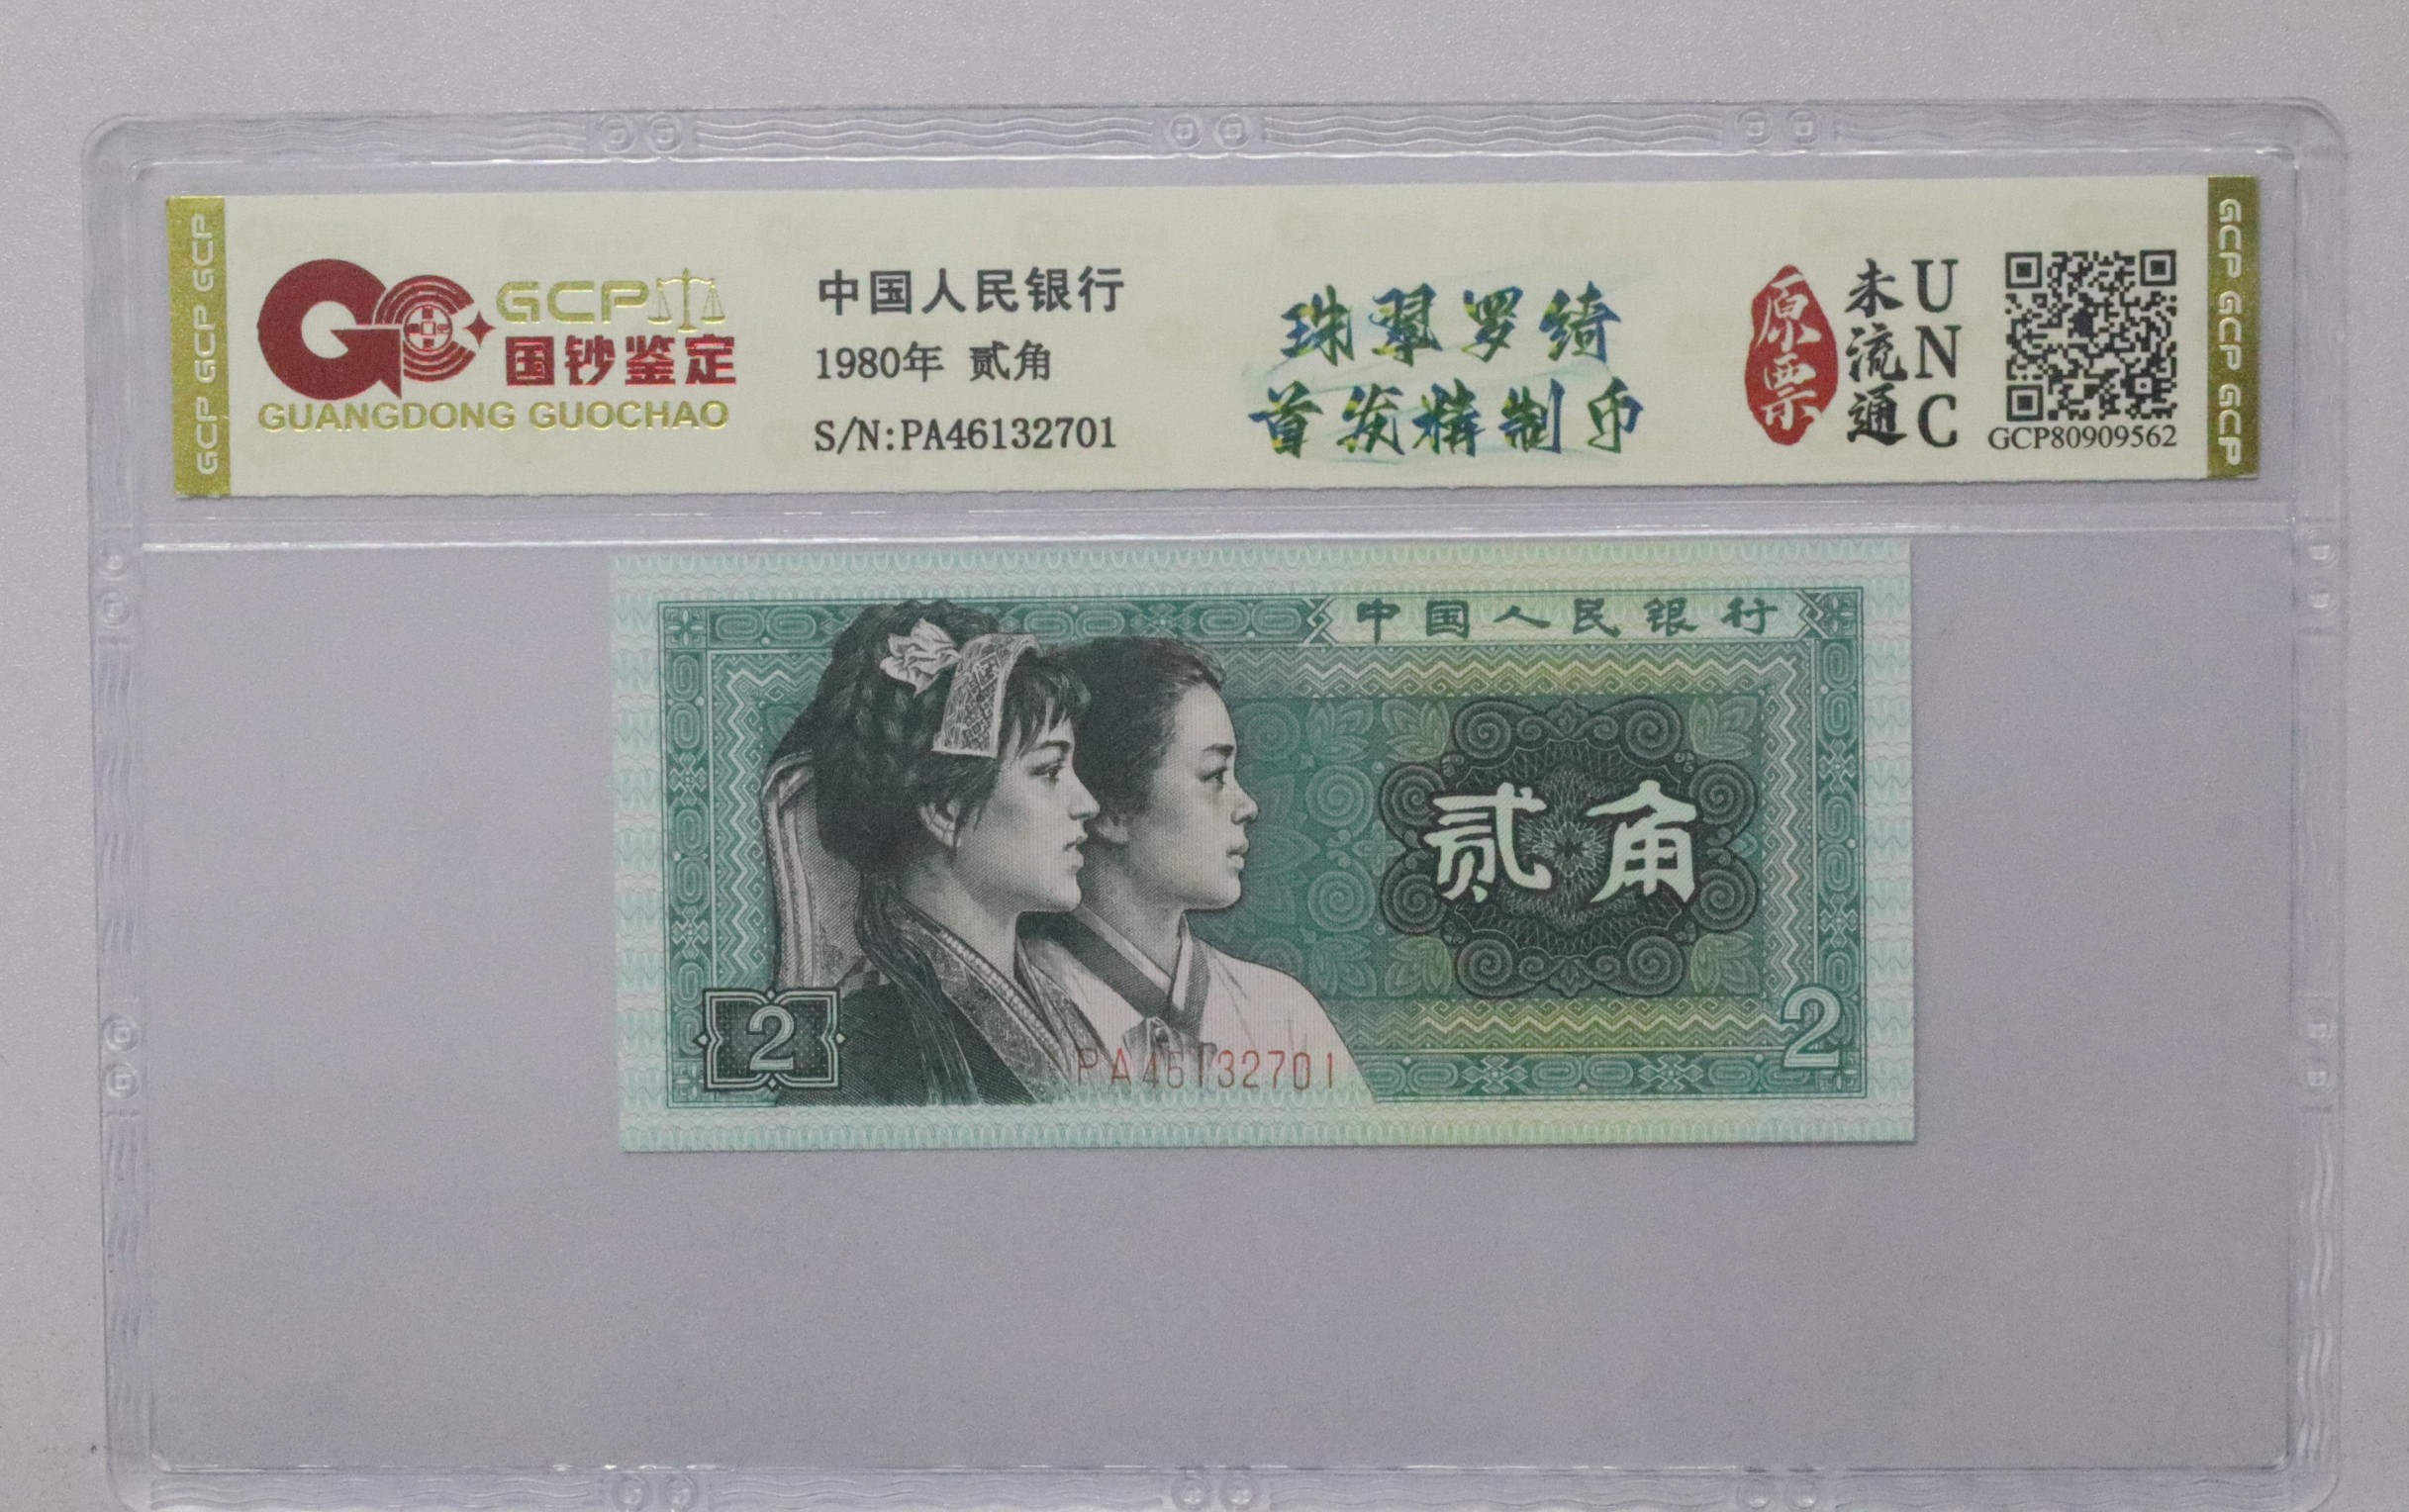 GCP GCP GCP
GCP
国钞鉴定
GUANGDONG GUOCHAO
中国人民银行
1980年 贰角
S/N:PA46132701
珠翠罗绮
首发精制币
原票
未流通
UNC
GCP80909562
GCP GCP GCP
中国人民银行
贰角
2
2
PA46132701